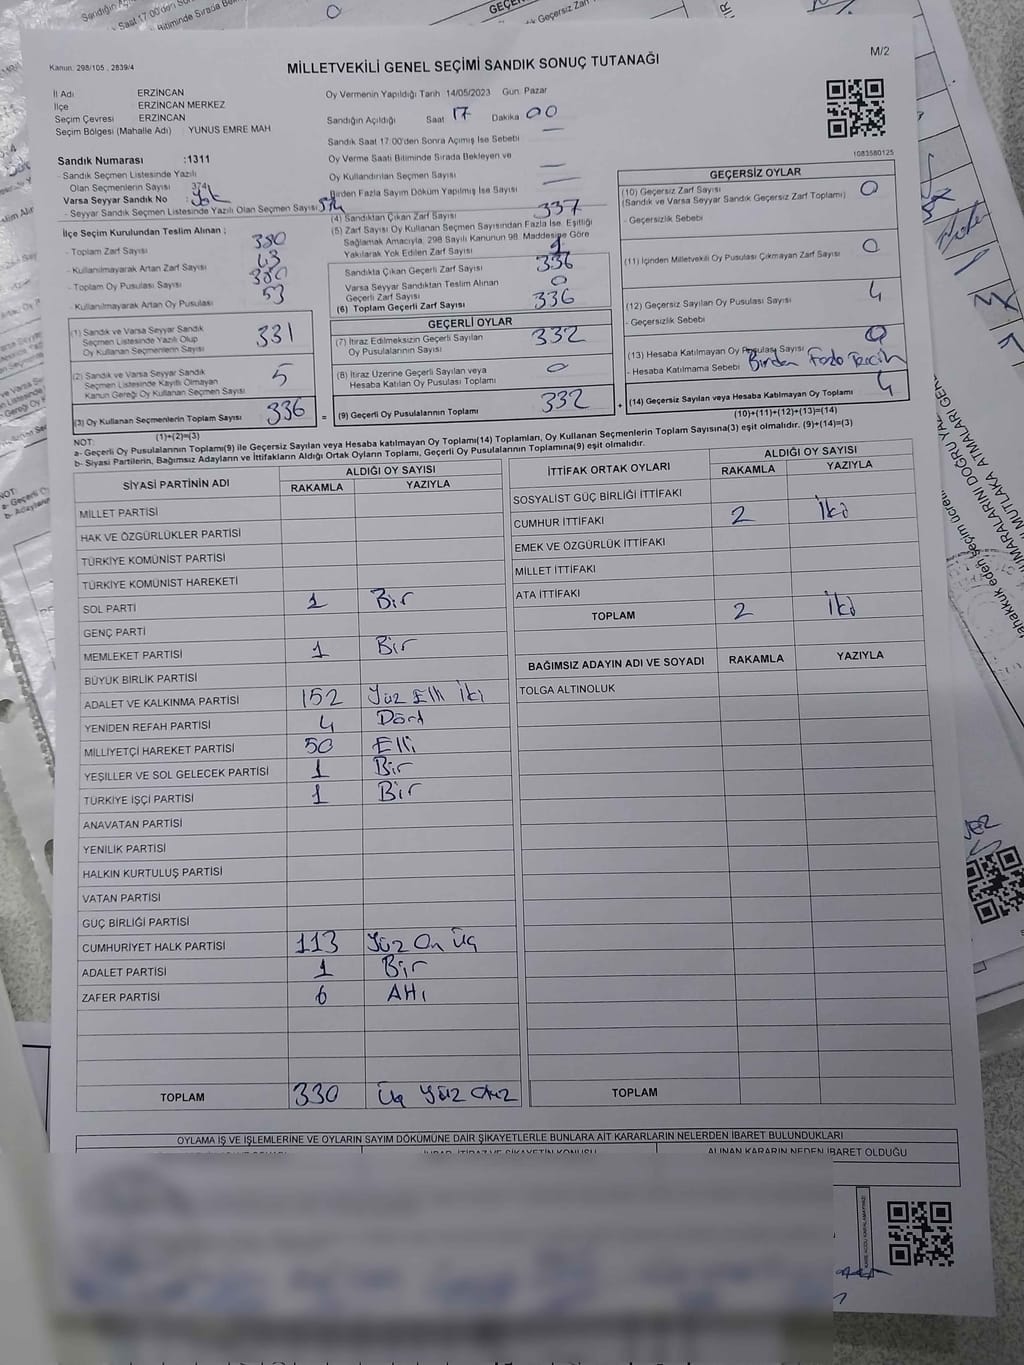 Kanun: 298/105 , 2839/4
MİLLETVEKİLİ GENEL SEÇİMİ SANDIK SONUÇ TUTANAĞI
M/2
İl Adı ERZİNCAN
İlçe ERZİNCAN MERKEZ
Seçim Çevresi ERZİNCAN
Seçim Bölgesi (Mahalle Adı) YUNUS EMRE MAH
Sandık Numarası :1311
- Sandık Seçmen Listesinde Yazılı
Olan Seçmenlerin Sayısı 374
Varsa Seyyar Sandık No Yok
- Seyyar Sandık Seçmen Listesinde Yazılı Olan Seçmen Sayısı
İlçe Seçim Kurulundan Teslim Alınan ;
- Toplam Zarf Sayısı 380
- Kullanılmayarak Artan Zarf Sayısı 43
- Toplam Oy Pusulası Sayısı 380
- Kullanılmayarak Artan Oy Pusulası 53
(1) Sandık ve Varsa Seyyar Sandık
Seçmen Listesinde Yazılı Olup
Oy Kullanan Seçmenlerin Sayısı 331
(2) Sandık ve Varsa Seyyar Sandık
Seçmen Listesinde Kayıtlı Olmayan
Kanun Gereği Oy Kullanan Seçmen Sayısı 5
(3) Oy Kullanan Seçmenlerin Toplam Sayısı 336 =
(1)+(2)=(3)
Oy Vermenin Yapıldığı Tarih 14/05/2023 Gün: Pazar
Sandığın Açıldığı Saat 17 Dakika 00
Sandık Saat 17:00'den Sonra Açımış İse Sebebi —
Oy Verme Saati Bitiminde Sırada Bekleyen ve
Oy Kullandırılan Seçmen Sayısı —
Birden Fazla Sayım Döküm Yapılmış İse Sayısı —
(4) Sandıktan Çıkan Zarf Sayısı 337
(5) Zarf Sayısı Oy Kullanan Seçmen Sayısından Fazla İse, Eşitliği
Sağlamak Amacıyla, 298 Sayılı Kanunun 98. Maddesine Göre
Yakılarak Yok Edilen Zarf Sayısı 1
Sandıkta Çıkan Geçerli Zarf Sayısı 336
Varsa Seyyar Sandıktan Teslim Alınan
Geçerli Zarf Sayısı 0
(6) Toplam Geçerli Zarf Sayısı 336
GEÇERLİ OYLAR
(7) İtiraz Edilmeksizin Geçerli Sayılan
Oy Pusulalarının Sayısı 332
(8) İtiraz Üzerine Geçerli Sayılan veya
Hesaba Katılan Oy Pusulası Toplamı 0
(9) Geçerli Oy Pusulalarının Toplamı 332 +
1083580125
GEÇERSİZ OYLAR
(10) Geçersiz Zarf Sayısı 0
(Sandık ve Varsa Seyyar Sandık Geçersiz Zarf Toplamı)
- Geçersizlik Sebebi
(11) İçinden Milletvekili Oy Pusulası Çıkmayan Zarf Sayısı 0
(12) Geçersiz Sayılan Oy Pusulası Sayısı 4
- Geçersizlik Sebebi
(13) Hesaba Katılmayan Oy Pusulası Sayısı 0
- Hesaba Katılmama Sebebi Birden Fazla Tercih
(14) Geçersiz Sayılan veya Hesaba Katılmayan Oy Toplamı 4
(10)+(11)+(12)+(13)=(14)
NOT:
a- Geçerli Oy Pusulalarının Toplamı(9) ile Geçersiz Sayılan veya Hesaba katılmayan Oy Toplamı(14) Toplamları, Oy Kullanan Seçmenlerin Toplam Sayısına(3) eşit olmalıdır. (9)+(14)=(3)
b- Siyasi Partilerin, Bağımsız Adayların ve İttifakların Aldığı Ortak Oyların Toplamı, Geçerli Oy Pusulalarının Toplamına(9) eşit olmalıdır.
SİYASİ PARTİNİN ADI ALDIĞI OY SAYISI
RAKAMLA YAZIYLA
MİLLET PARTİSİ
HAK VE ÖZGÜRLÜKLER PARTİSİ
TÜRKİYE KOMÜNİST PARTİSİ
TÜRKİYE KOMÜNİST HAREKETİ
SOL PARTİ 1 Bir
GENÇ PARTİ
MEMLEKET PARTİSİ 1 Bir
BÜYÜK BİRLİK PARTİSİ
ADALET VE KALKINMA PARTİSİ 152 Yüz Elli İki
YENİDEN REFAH PARTİSİ 4 Dört
MİLLİYETÇİ HAREKET PARTİSİ 50 Elli
YEŞİLLER VE SOL GELECEK PARTİSİ 1 Bir
TÜRKİYE İŞÇİ PARTİSİ 1 Bir
ANAVATAN PARTİSİ
YENİLİK PARTİSİ
HALKIN KURTULUŞ PARTİSİ
VATAN PARTİSİ
GÜÇ BİRLİĞİ PARTİSİ
CUMHURİYET HALK PARTİSİ 113 Yüz On Üç
ADALET PARTİSİ 1 Bir
ZAFER PARTİSİ 6 Altı
TOPLAM 330 Üç Yüz Otuz
İTTİFAK ORTAK OYLARI ALDIĞI OY SAYISI
RAKAMLA YAZIYLA
SOSYALİST GÜÇ BİRLİĞİ İTTİFAKI
CUMHUR İTTİFAKI 2 İki
EMEK VE ÖZGÜRLÜK İTTİFAKI
MİLLET İTTİFAKI
ATA İTTİFAKI
TOPLAM 2 İki
BAĞIMSIZ ADAYIN ADI VE SOYADI RAKAMLA YAZIYLA
TOLGA ALTINOLUK
TOPLAM
OYLAMA İŞ VE İŞLEMLERİNE VE OYLARIN SAYIM DÖKÜMÜNE DAİR ŞİKAYETLERLE BUNLARA AİT KARARLARIN NELERDEN İBARET BULUNDUKLARI
İHBAR, İTİRAZ VE ŞİKAYETİN KONUSU ALINAN KARARIN NEDEN İBARET OLDUĞU